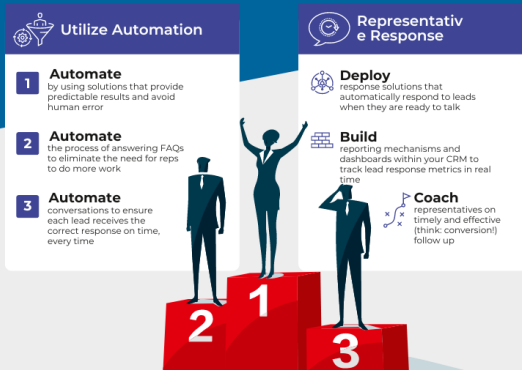 Utilize Automation
1
Automate
by using solutions that provide
predictable results and avoid
human error
2
Automate
the process of answering FAQs
to eliminate the need for reps
to do more work
3
Automate
conversations to ensure
each lead receives the
correct response on time,
every time
Representativ
e Response
Deploy
response solutions that
automatically respond to leads
when they are ready to talk
Build
reporting mechanisms and
dashboards within your CRM to
track lead response metrics in real
time
Coach
representatives on
timely and effective
(think: conversion!)
follow up
2
1
3